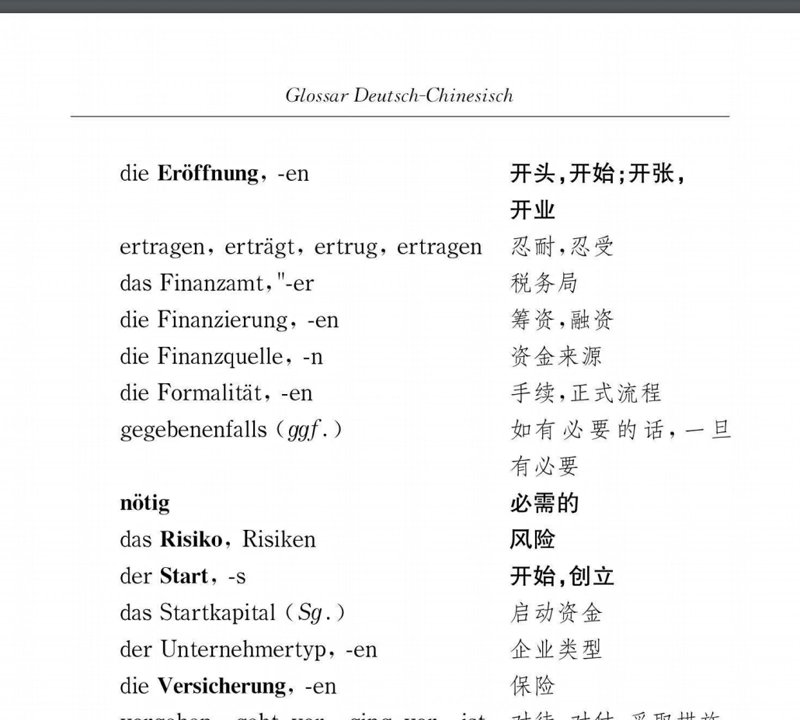 Glossar Deutsch-Chinesisch
die Eröffnung, -en 开头,开始;开张,
开业
ertragen, erträgt, ertrug, ertragen 忍耐,忍受
das Finanzamt,"-er 税务局
die Finanzierung, -en 筹资,融资
die Finanzquelle, -n 资金来源
die Formalität, -en 手续,正式流程
gegebenenfalls (ggf.) 如有必要的话,一旦
有必要
nötig 必需的
das Risiko, Risiken 风险
der Start, -s 开始,创立
das Startkapital (Sg.) 启动资金
der Unternehmertyp, -en 企业类型
die Versicherung, -en 保险